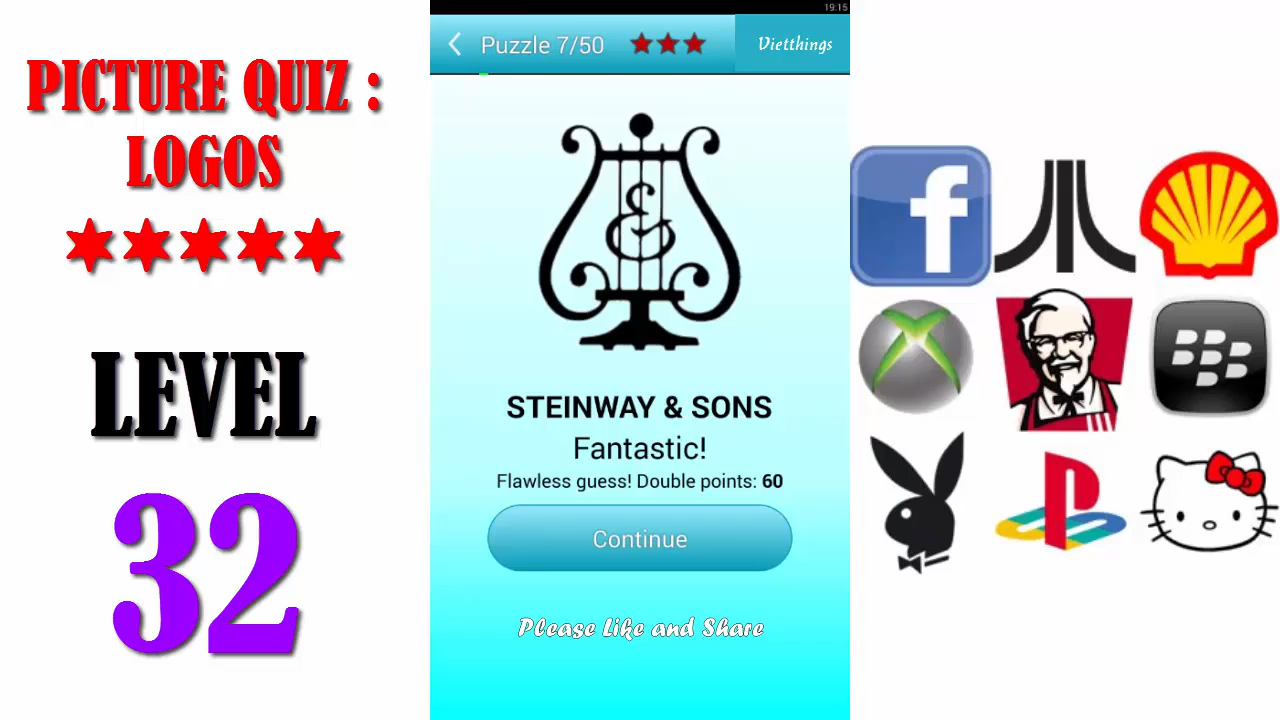 PICTURE QUIZ :
LOGOS
LEVEL
32
19:15
Puzzle 7/50
Vietthings
&
STEINWAY & SONS
Fantastic!
Flawless guess! Double points: 60
Continue
Please Like and Share
f